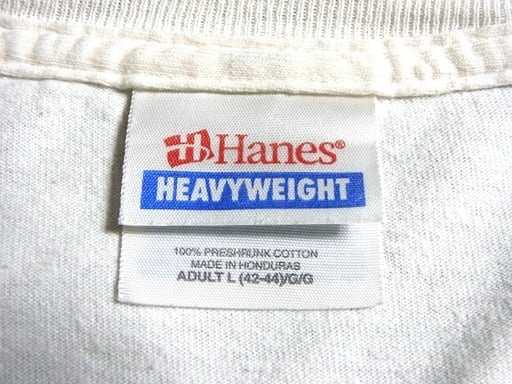 H Hanes®
HEAVYWEIGHT
100% PRESHRUNK COTTON
MADE IN HONDURAS
ADULT L (42-44)/G/G